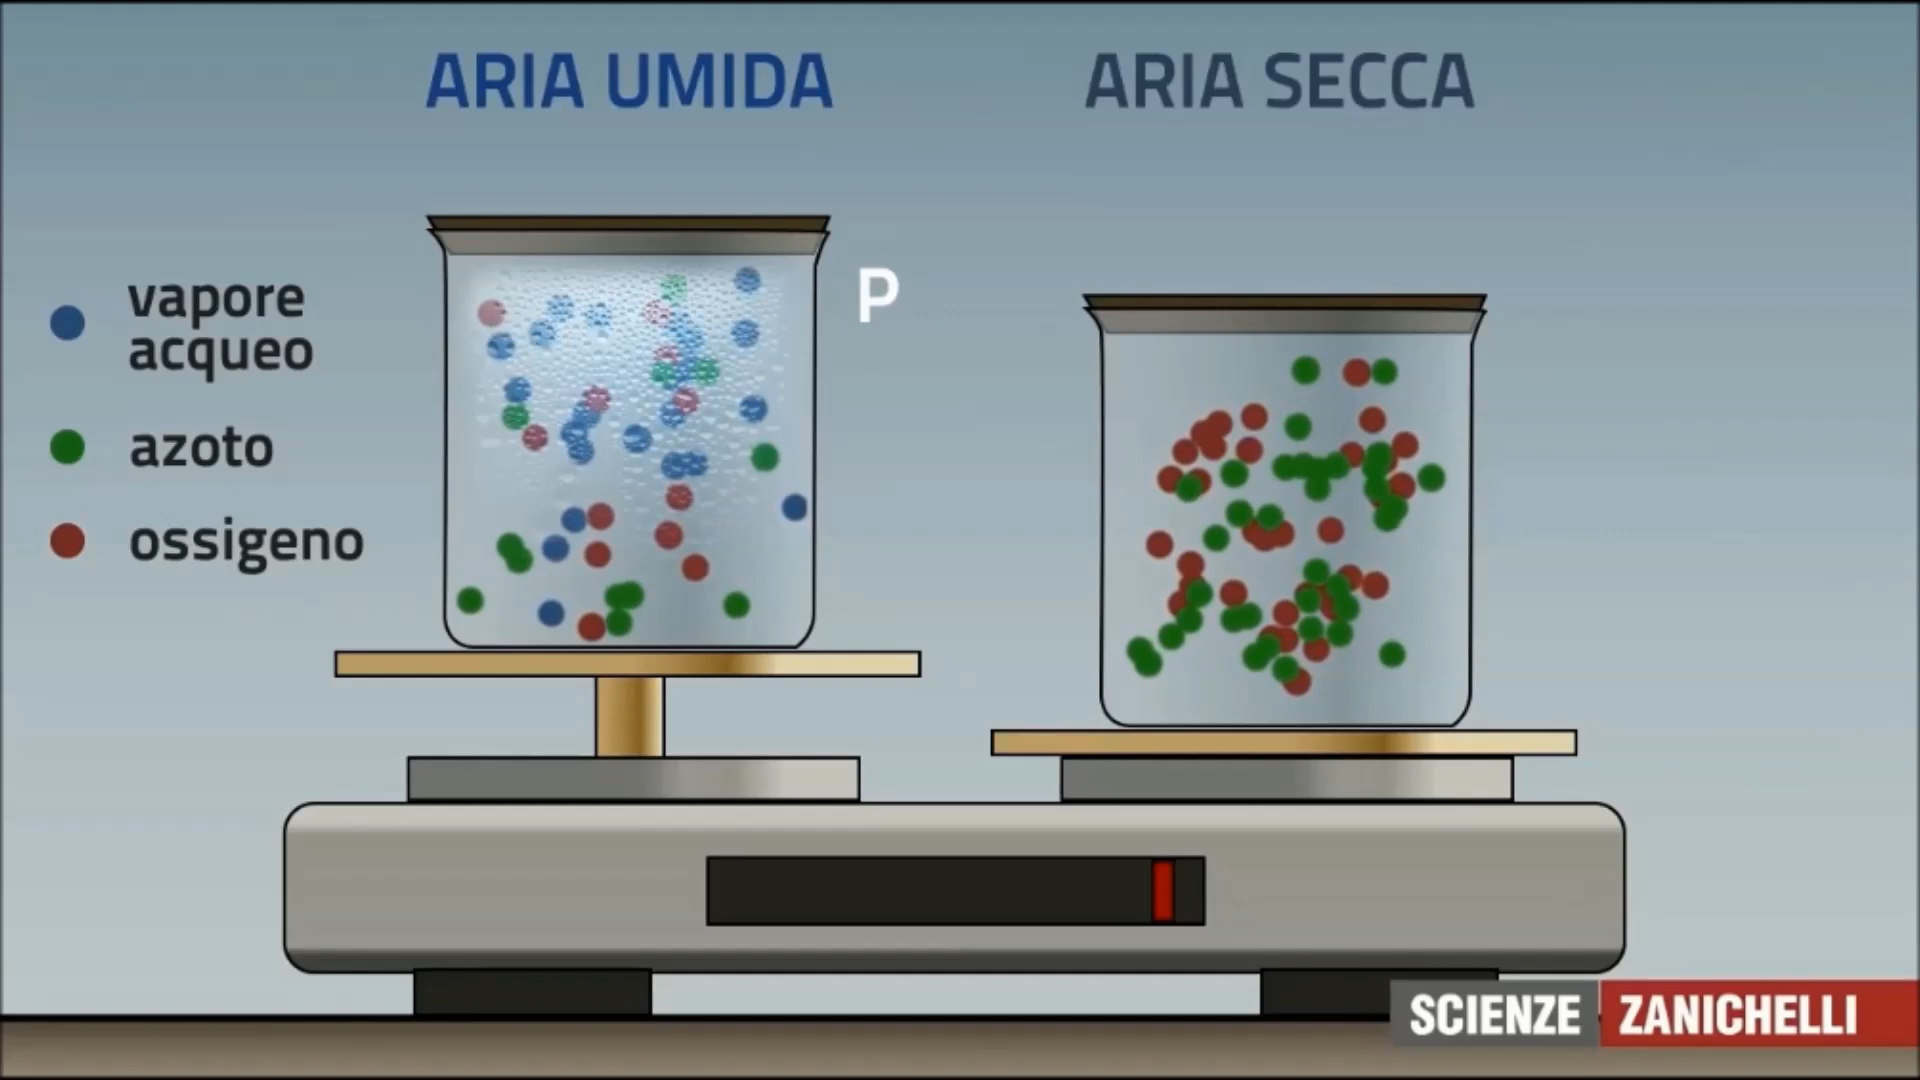 ARIA UMIDA
ARIA SECCA
vapore
acqueo
azoto
ossigeno
P
SCIENZE ZANICHELLI